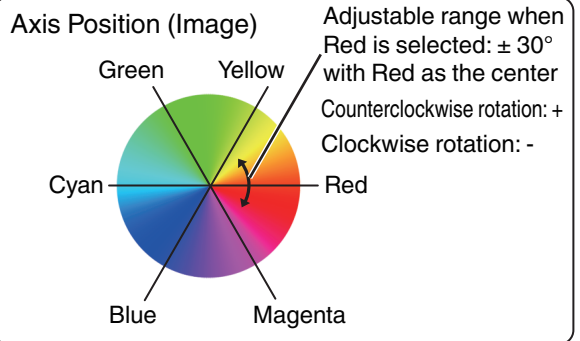 Axis Position (Image)
Adjustable range when
Red is selected: ± 30°
with Red as the center
Counterclockwise rotation: +
Clockwise rotation: -
Green
Yellow
Cyan
Red
Blue
Magenta